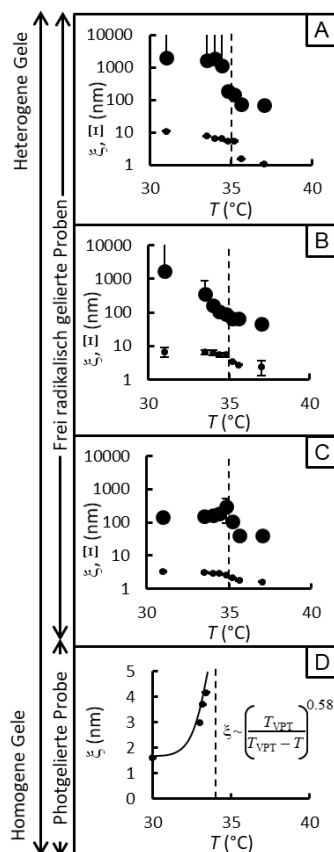 Heterogene Gele
Frei radikalisch gelierte Proben
Homogene Gele
Photgelierte Probe
A
10000
1000
100
10
1
ξ, Ξ (nm)
30 35 40
T (°C)
B
10000
1000
100
10
1
ξ, Ξ (nm)
30 35 40
T (°C)
C
10000
1000
100
10
1
ξ, Ξ (nm)
30 35 40
T (°C)
D
5
4
3
2
1
0
ξ (nm)
ξ~(T_VPT / (T_VPT − T))^0.58
30 35 40
T (°C)